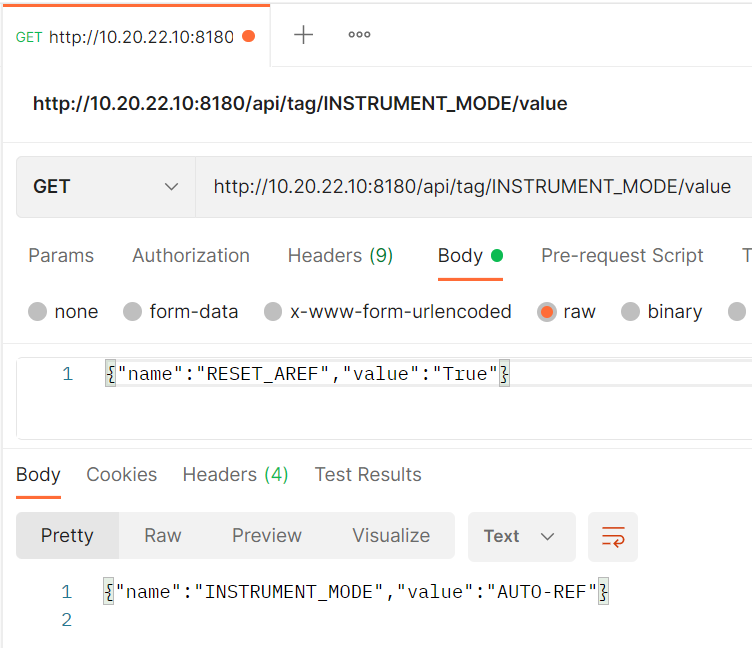 GET http://10.20.22.10:8180
http://10.20.22.10:8180/api/tag/INSTRUMENT_MODE/value
GET http://10.20.22.10:8180/api/tag/INSTRUMENT_MODE/value
Params Authorization Headers (9) Body Pre-request Script T
none form-data x-www-form-urlencoded raw binary
1 {"name":"RESET_AREF","value":"True"}
Body Cookies Headers (4) Test Results
Pretty Raw Preview Visualize Text
1 {"name":"INSTRUMENT_MODE","value":"AUTO-REF"}
2